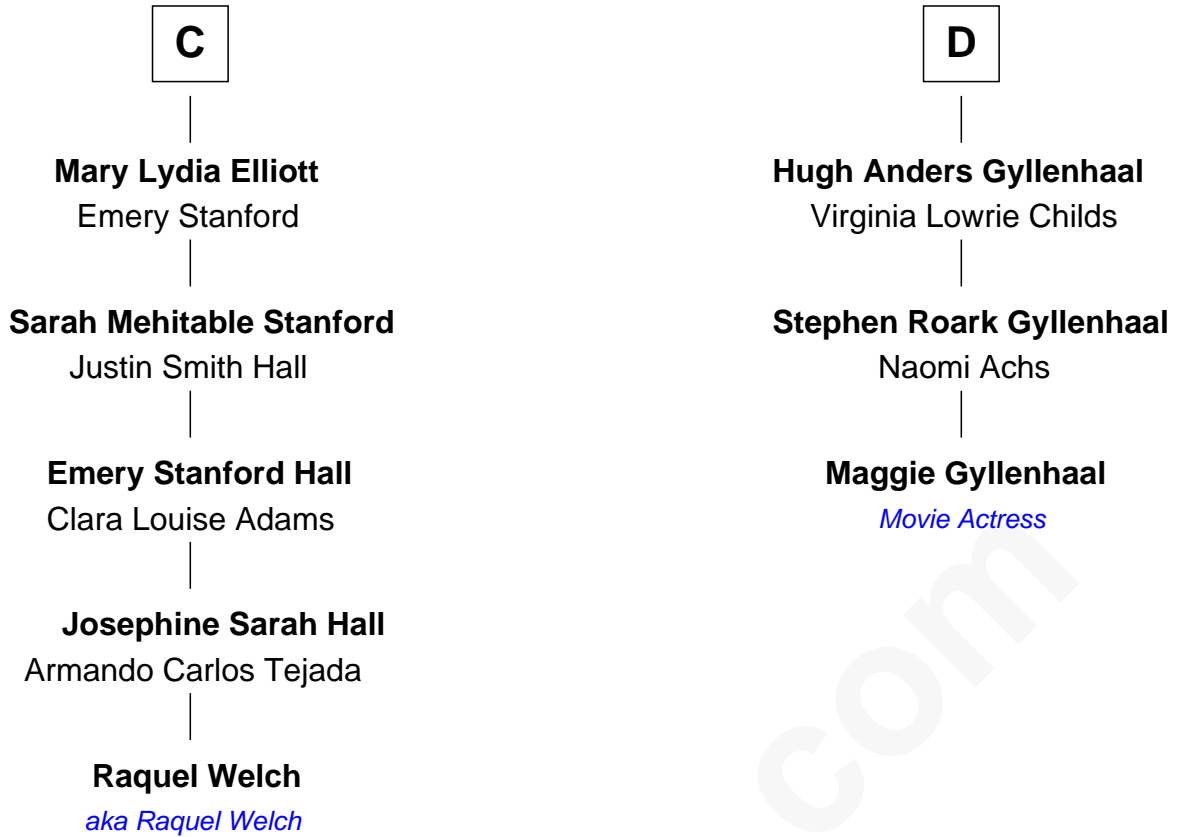 C
Mary Lydia Elliott
Emery Stanford
Sarah Mehitable Stanford
Justin Smith Hall
Emery Stanford Hall
Clara Louise Adams
Josephine Sarah Hall
Armando Carlos Tejada
Raquel Welch
aka Raquel Welch
D
Hugh Anders Gyllenhaal
Virginia Lowrie Childs
Stephen Roark Gyllenhaal
Naomi Achs
Maggie Gyllenhaal
Movie Actress
com